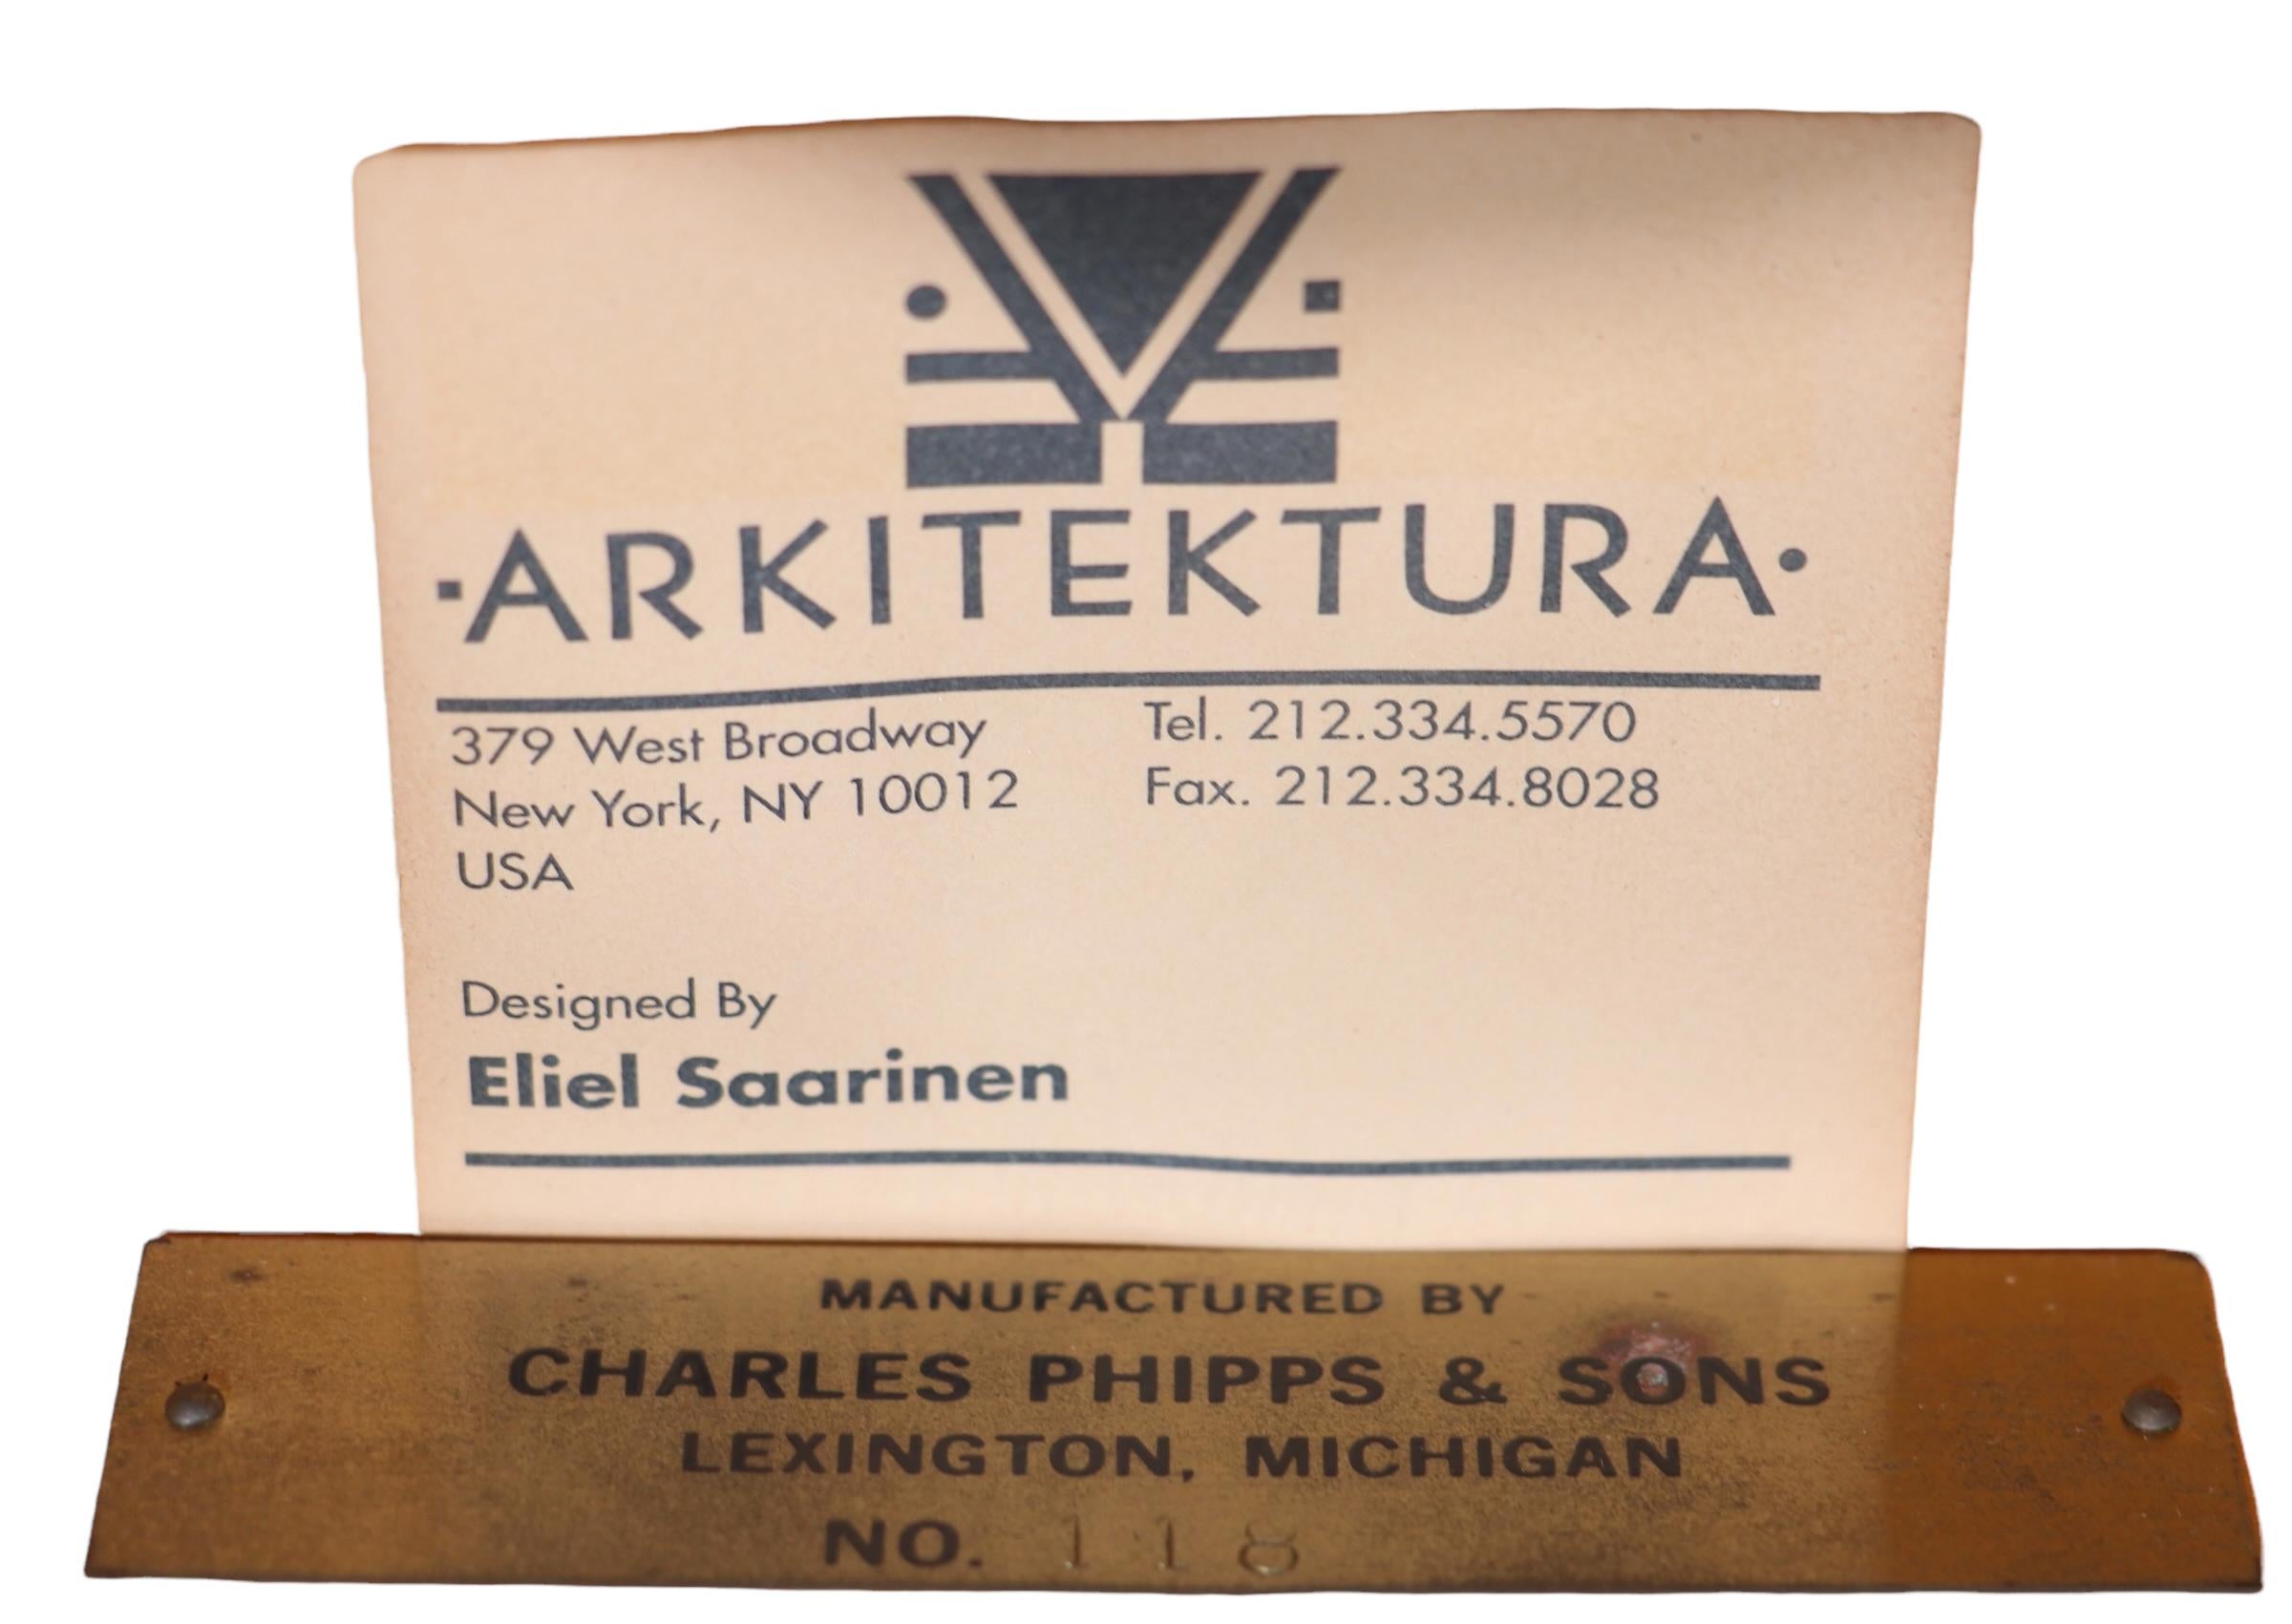 ·ARKITEKTURA·
379 West Broadway
New York, NY 10012
USA
Tel. 212.334.5570
Fax. 212.334.8028
Designed By
Eliel Saarinen
MANUFACTURED BY
CHARLES PHIPPS & SONS
LEXINGTON, MICHIGAN
NO. 118